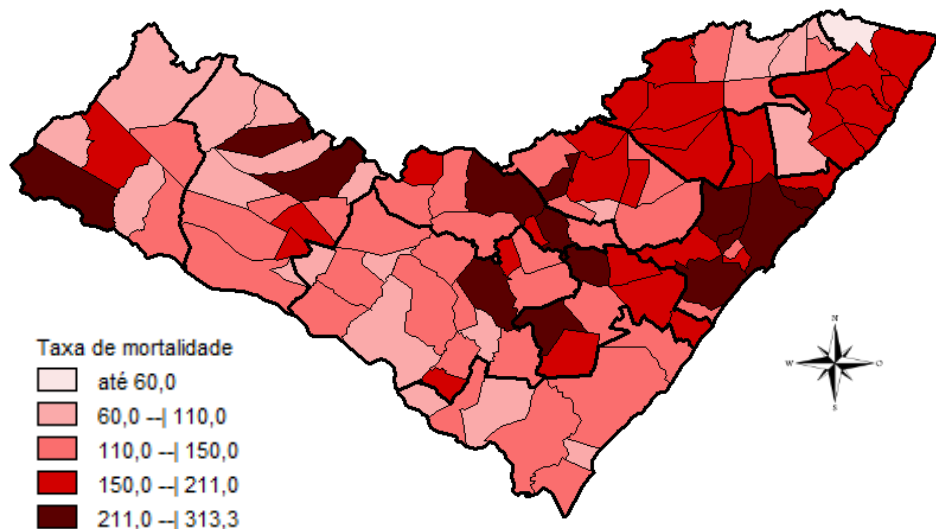 Taxa de mortalidade
até 60,0
60,0 --| 110,0
110,0 --| 150,0
150,0 --| 211,0
211,0 --| 313,3
N
W
O
S